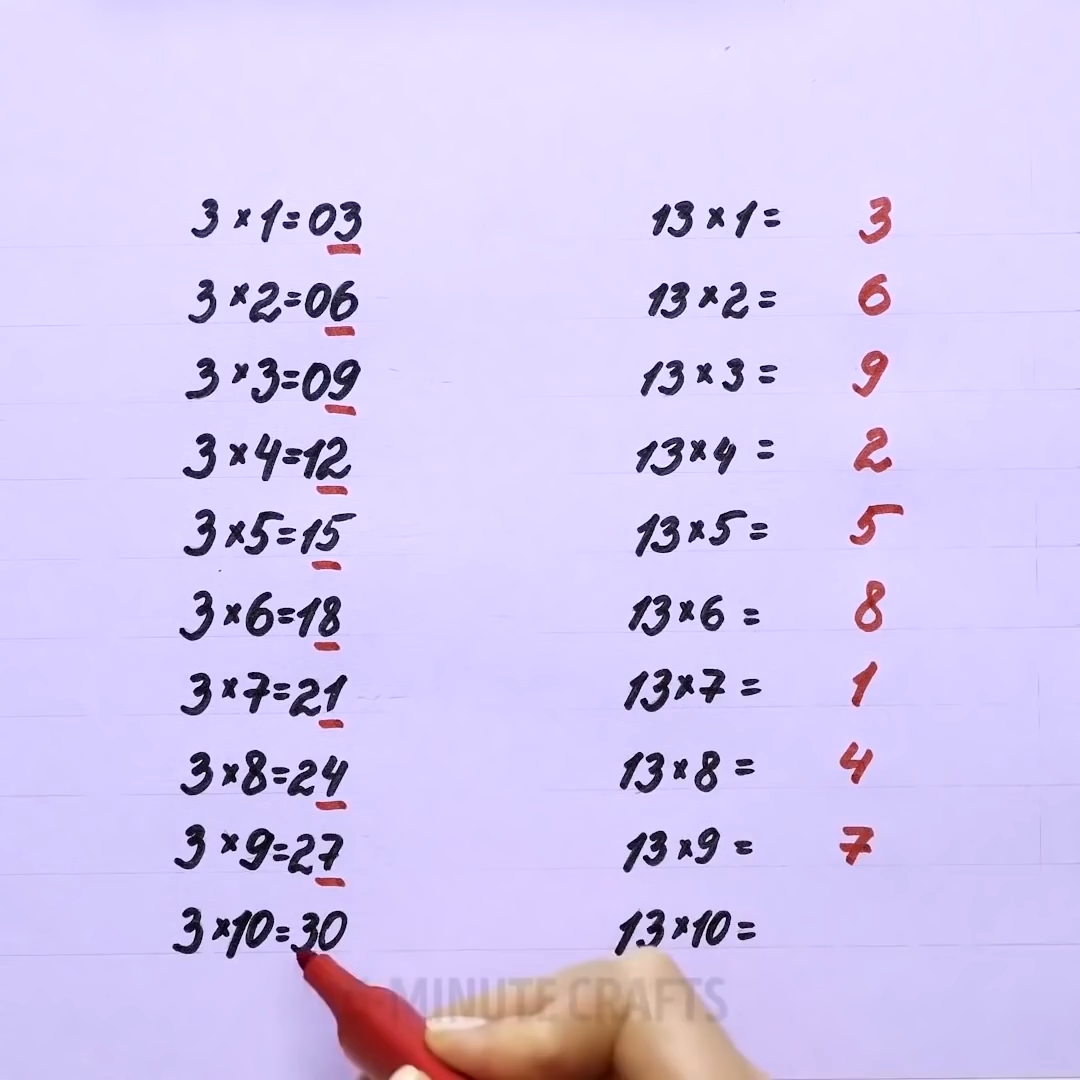 3×1=03 13×1= 3
3×2=06 13×2= 6
3×3=09 13×3= 9
3×4=12 13×4= 2
3×5=15 13×5= 5
3×6=18 13×6= 8
3×7=21 13×7= 1
3×8=24 13×8= 4
3×9=27 13×9= 7
3×10=30 13×10=
MINUTE CRAFTS